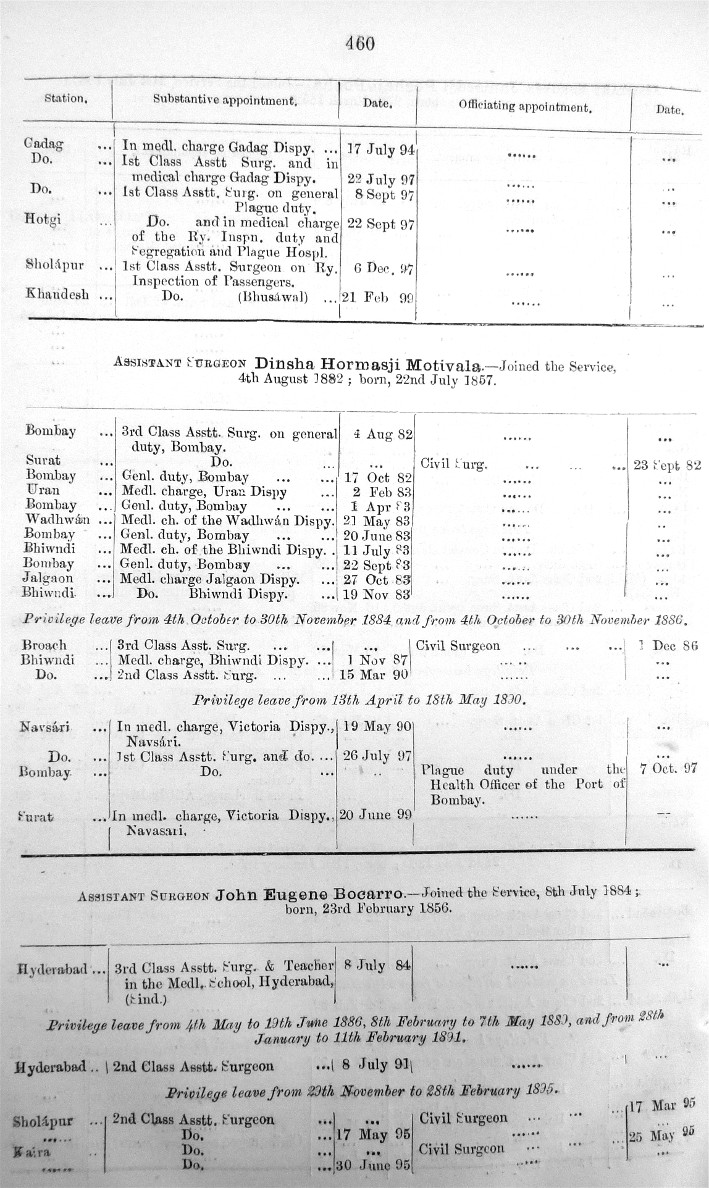 460
Station. Substantive appointment. Date. Officiating appointment. Date.
Gadag ... In medl. charge Gadag Dispy. ... 17 July 94 ...... ...
Do. ... 1st Class Asstt Surg. and in
medical charge Gadag Dispy. 22 July 97 ...... ...
Do. ... 1st Class Asstt. Surg. on general 8 Sept 97 ...... ...
Plague duty.
Hotgi ... Do. and in medical charge 22 Sept 97 ...... ...
of the Ry. Inspn. duty and
Segregation and Plague Hospl.
Sholápur ... 1st Class Asstt. Surgeon on Ry. 6 Dec. 97 ...... ...
Inspection of Passengers.
Khandesh ... Do. (Bhusáwal) ... 21 Feb 99 ...... ...
ASSISTANT SURGEON Dinsha Hormasji Motivala.—Joined the Service,
4th August 1882 ; born, 22nd July 1857.
Bombay ... 3rd Class Asstt. Surg. on general 4 Aug 82 ...... ...
duty, Bombay.
Surat ... Do. ... ... Civil Surg. ... ... ... 23 Sept 82
Bombay ... Genl. duty, Bombay ... ... 17 Oct 82 ...... ...
Uran ... Medl. charge, Uran Dispy ... 2 Feb 83 ...... ...
Bombay ... Genl. duty, Bombay ... ... 1 Apr 83 ...... ...
Wadhwán ... Medl. ch. of the Wadhwán Dispy. 21 May 83 ...... ..
Bombay ... Genl. duty, Bombay ... ... 20 June 83 ...... ...
Bhiwndi ... Medl. ch. of the Bhiwndi Dispy. . 11 July 83 ...... ...
Bombay ... Genl. duty, Bombay ... ... 22 Sept 83 ...... ...
Jalgaon ... Medl. charge Jalgaon Dispy. ... 27 Oct 83 ...... ...
Bhiwndi ... Do. Bhiwndi Dispy. ... 19 Nov 83 ...... ...
Privilege leave from 4th October to 30th November 1884 and from 4th October to 30th November 1886.
Broach ... 3rd Class Asst. Surg. ... ... ... Civil Surgeon ... ... ... 1 Dec 86
Bhiwndi ... Medl. charge, Bhiwndi Dispy. ... 1 Nov 87 ...... ...
Do. ... 2nd Class Asstt. Surg. ... ... 15 Mar 90 ...... ...
Privilege leave from 13th April to 18th May 1890.
Navsári ... In medl. charge, Victoria Dispy., 19 May 90 ...... ...
Navsári.
Do. ... 1st Class Asstt. Surg. and do. ... 26 July 97 ...... ...
Bombay ... Do. ... ... Plague duty under the 7 Oct. 97
Health Officer of the Port of
Bombay.
Surat ... In medl. charge, Victoria Dispy., 20 June 99 ...... ...
Navasari.
ASSISTANT SURGEON John Eugene Bocarro.—Joined the Service, 8th July 1884 ;
born, 23rd February 1856.
Hyderabad ... 3rd Class Asstt. Surg. & Teacher 8 July 84 ...... ...
in the Medl. School, Hyderabad,
(Sind.)
Privilege leave from 4th May to 19th June 1886, 8th February to 7th May 1889, and from 28th
January to 11th February 1891.
Hyderabad .. 2nd Class Asstt. Surgeon ... 8 July 91 ...... ...
Privilege leave from 29th November to 28th February 1895.
Sholápur ... 2nd Class Asstt. Surgeon ... ... Civil Surgeon ... ... ... 17 Mar 95
...... Do. ... 17 May 95 ......
Kaira .. Do. ... ... Civil Surgeon ... ... ... 25 May 95
Do. ... 30 June 95 ...... ...